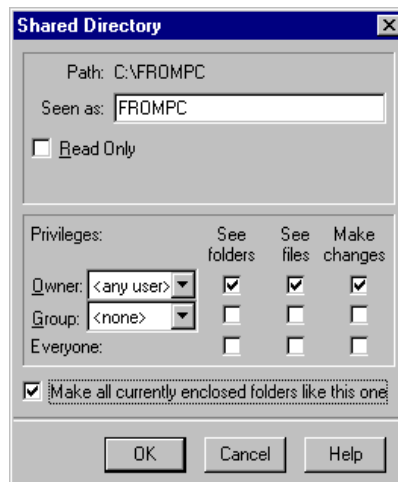 Shared Directory
Path: C:\FROMPC
Seen as: FROMPC
Read Only
Privileges: See folders See files Make changes
Owner: <any user>
Group: <none>
Everyone:
Make all currently enclosed folders like this one
OK Cancel Help